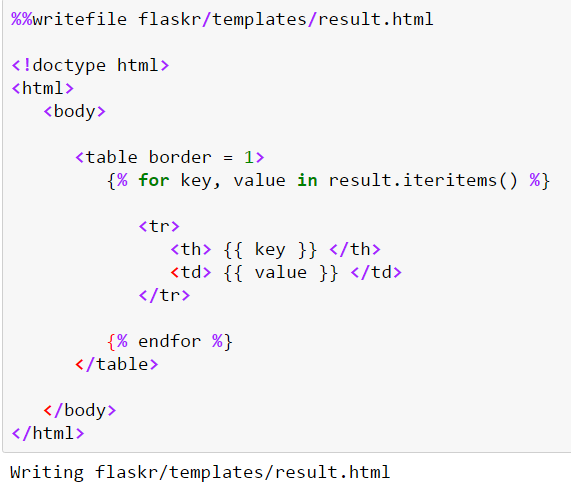 %%writefile flaskr/templates/result.html
<!doctype html>
<html>
<body>
<table border = 1>
{% for key, value in result.iteritems() %}
<tr>
<th> {{ key }} </th>
<td> {{ value }} </td>
</tr>
{% endfor %}
</table>
</body>
</html>
Writing flaskr/templates/result.html